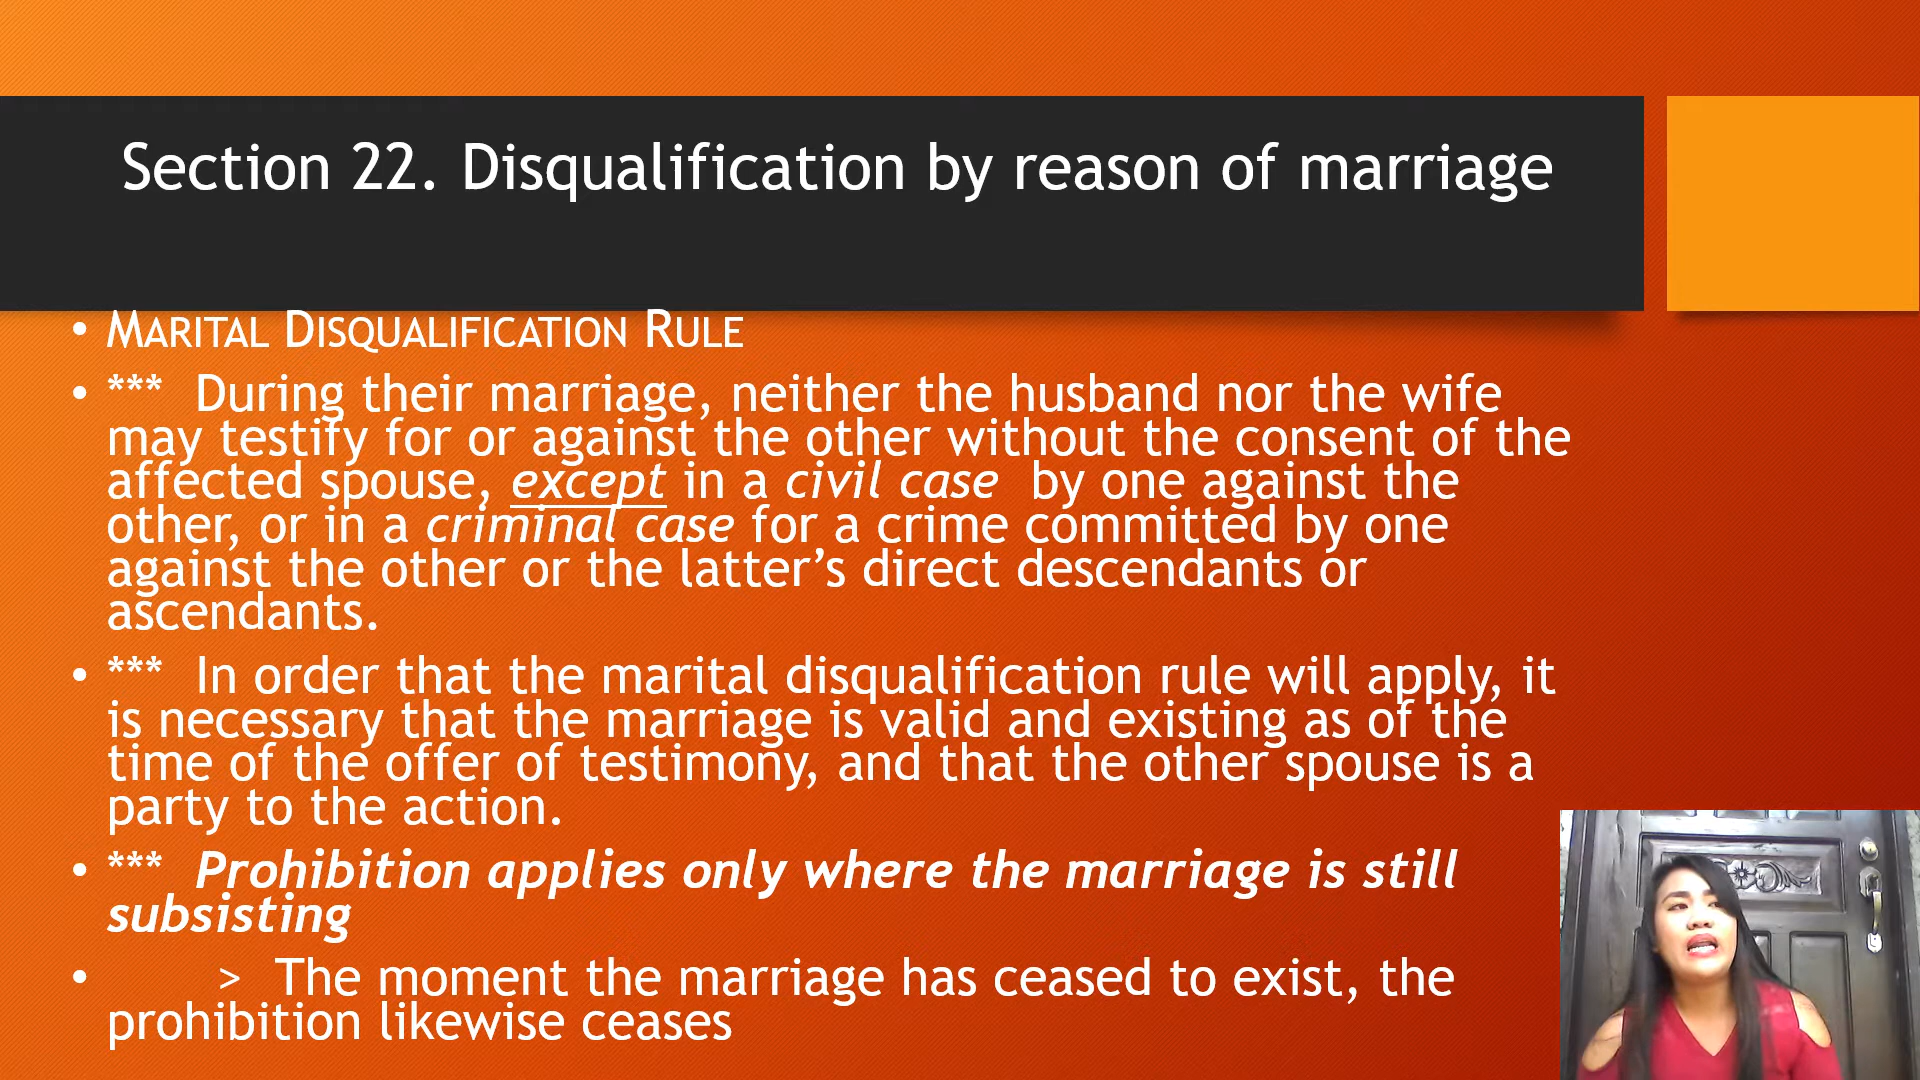 Section 22. Disqualification by reason of marriage
• MARITAL DISQUALIFICATION RULE
• *** During their marriage, neither the husband nor the wife
may testify for or against the other without the consent of the
affected spouse, except in a civil case by one against the
other, or in a criminal case for a crime committed by one
against the other or the latter’s direct descendants or
ascendants.
• *** In order that the marital disqualification rule will apply, it
is necessary that the marriage is valid and existing as of the
time of the offer of testimony, and that the other spouse is a
party to the action.
• *** Prohibition applies only where the marriage is still
subsisting
• > The moment the marriage has ceased to exist, the
prohibition likewise ceases